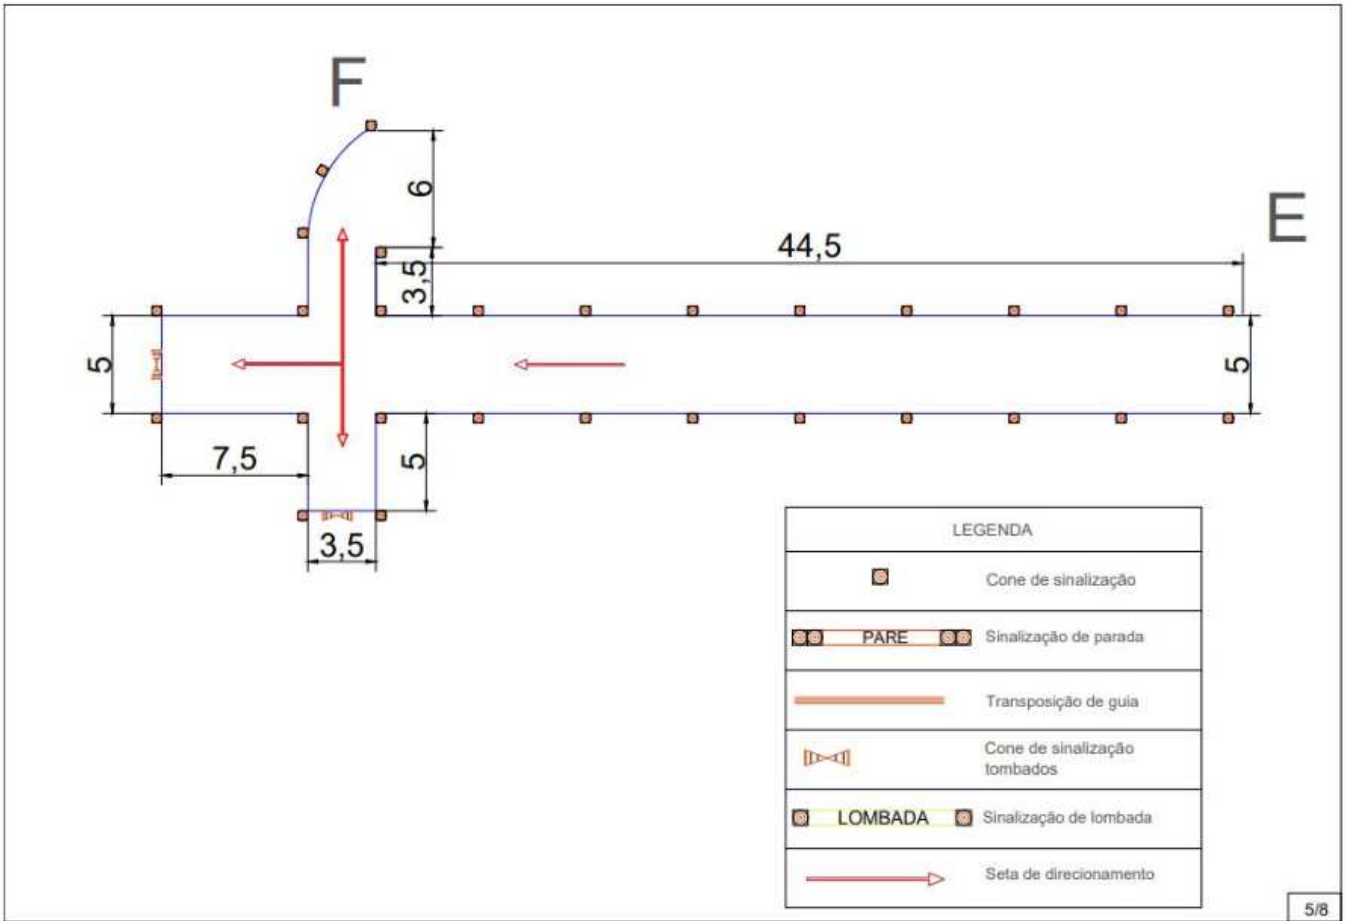 F
6
E
44,5
3,5
5
5
7,5
5
3,5
LEGENDA
Cone de sinalização
PARE Sinalização de parada
Transposição de guia
Cone de sinalização
tombados
LOMBADA Sinalização de lombada
Seta de direcionamento
5/8